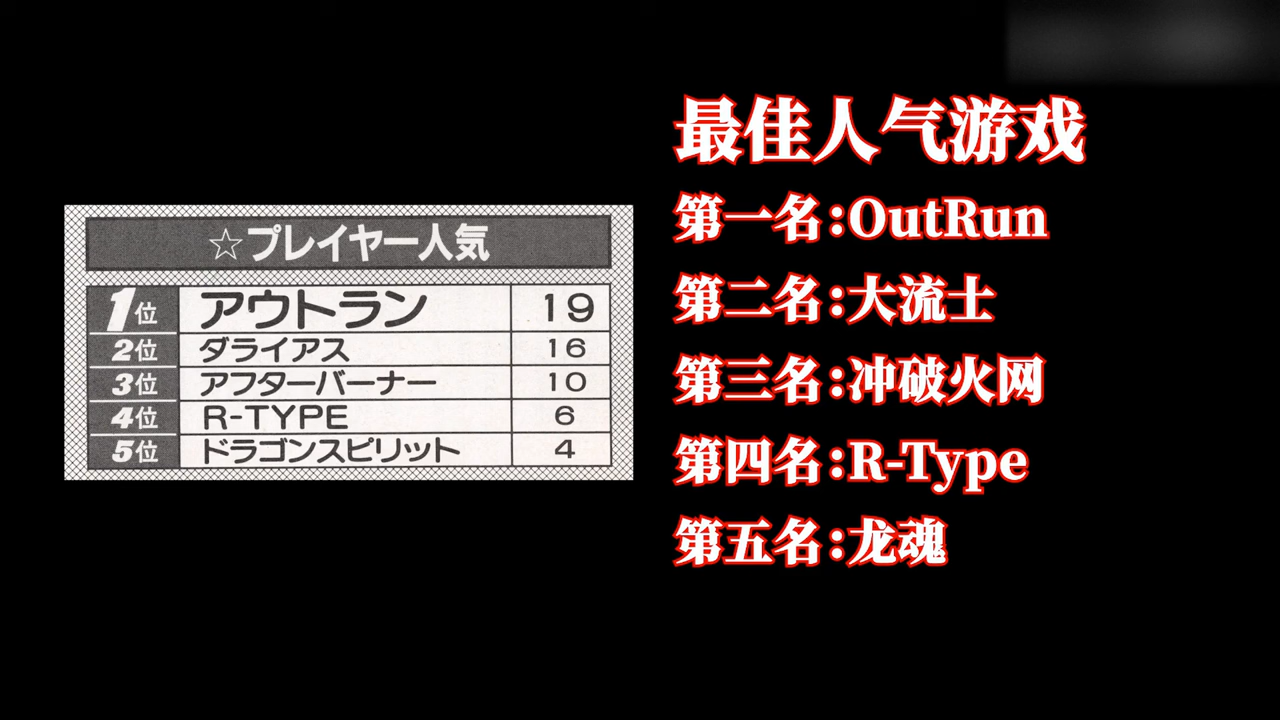 ☆プレイヤー人気
1位 アウトラン 19
2位 ダライアス 16
3位 アフターバーナー 10
4位 R-TYPE 6
5位 ドラゴンスピリット 4
最佳人气游戏
第一名:OutRun
第二名:大流士
第三名:冲破火网
第四名:R-Type
第五名:龙魂